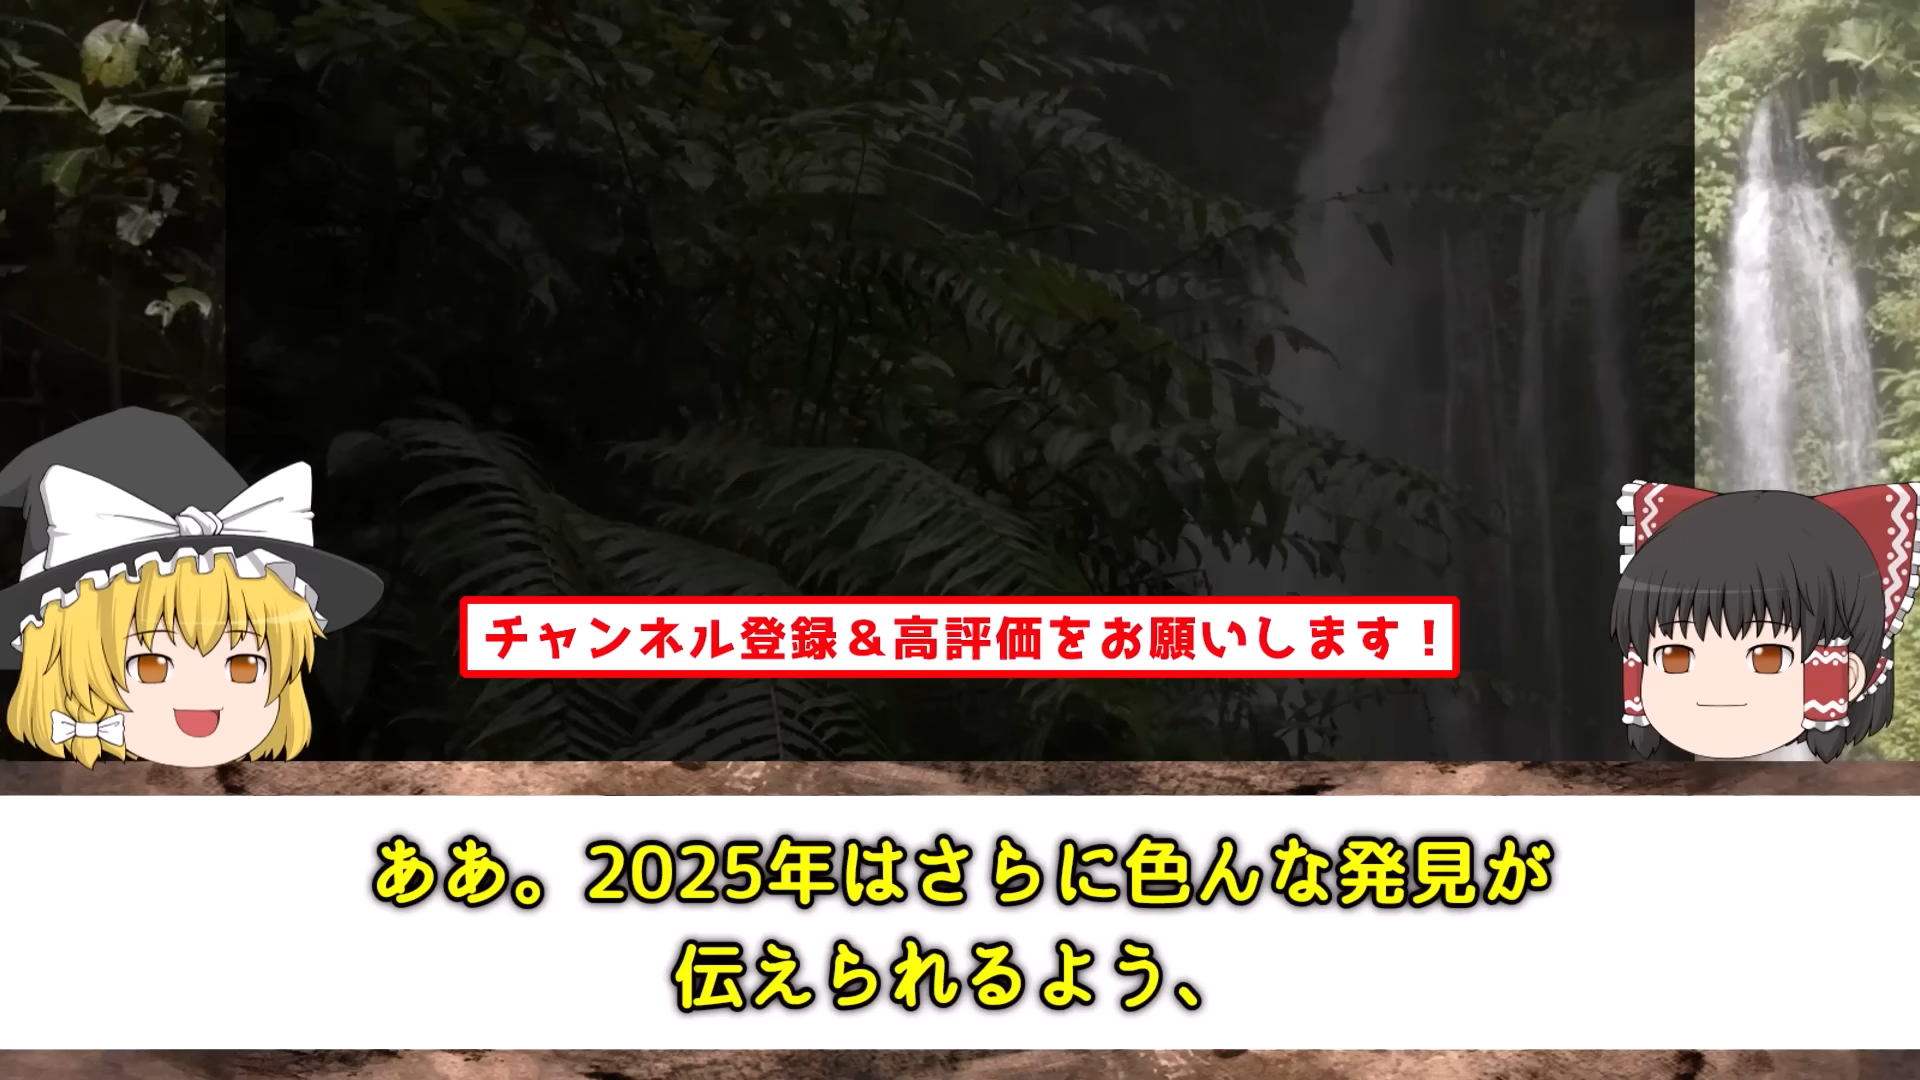 チャンネル登録＆高評価をお願いします！
ああ。2025年はさらに色んな発見が
伝えられるよう、